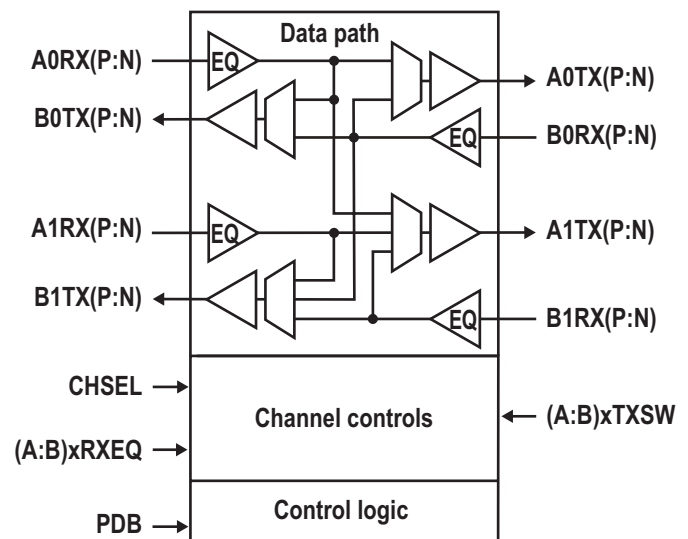 Data path
A0RX(P:N)
EQ
A0TX(P:N)
B0TX(P:N)
EQ
B0RX(P:N)
A1RX(P:N)
EQ
A1TX(P:N)
B1TX(P:N)
EQ
B1RX(P:N)
CHSEL
Channel controls
(A:B)xTXSW
(A:B)xRXEQ
Control logic
PDB